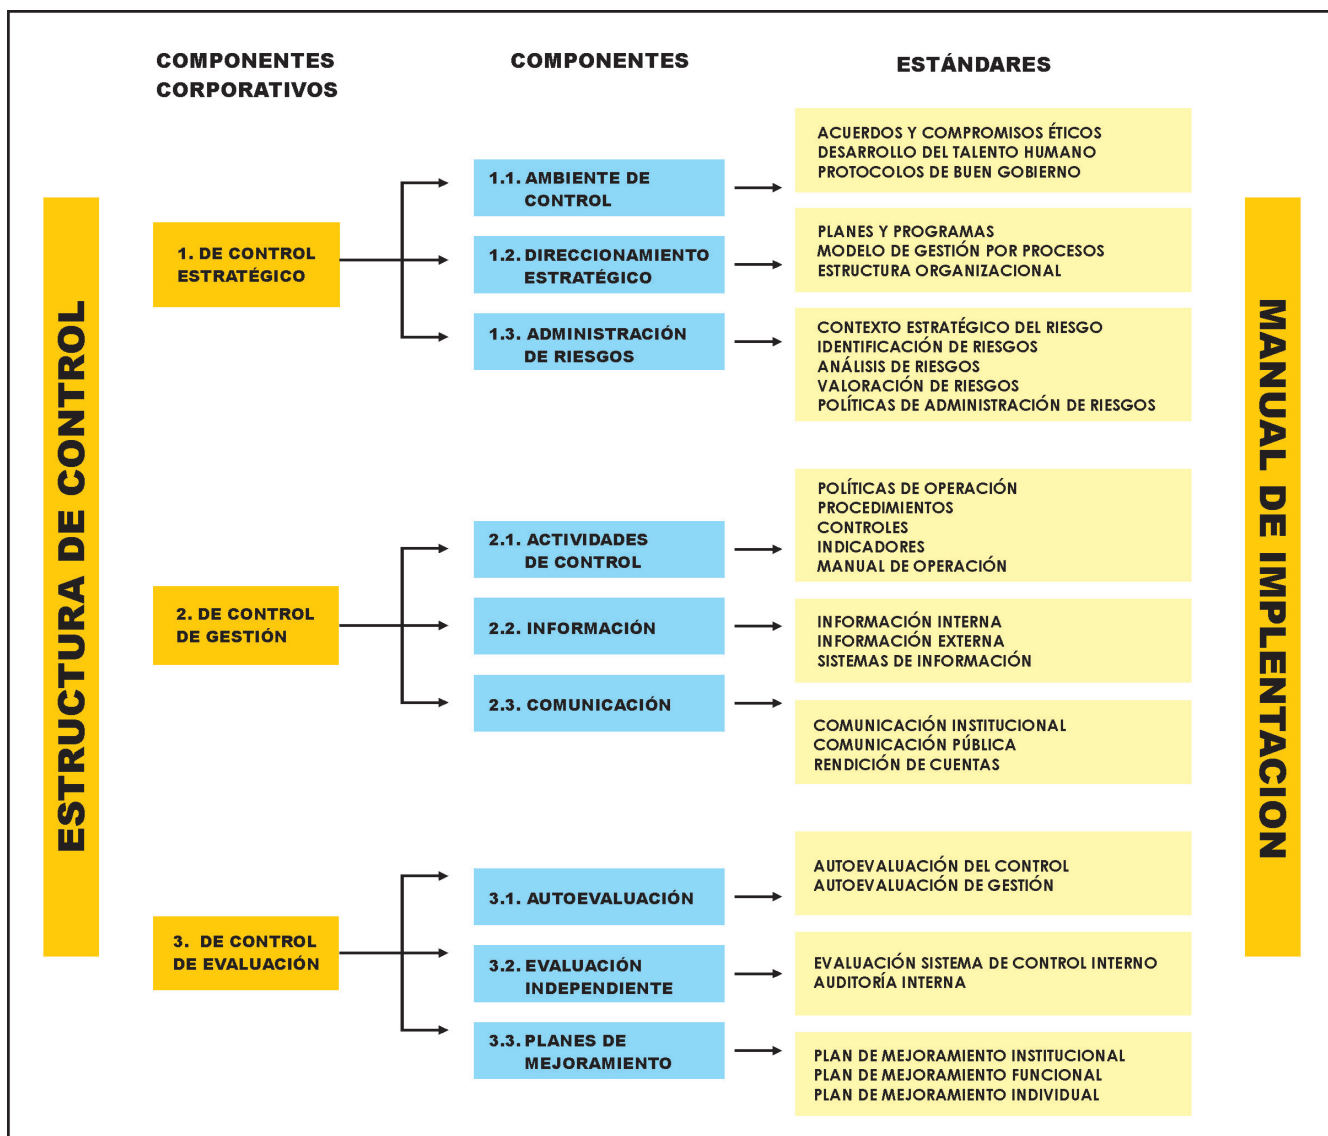 ESTRUCTURA DE CONTROL
COMPONENTES
CORPORATIVOS
COMPONENTES
ESTÁNDARES
1. DE CONTROL
ESTRATÉGICO
1.1. AMBIENTE DE
CONTROL
ACUERDOS Y COMPROMISOS ÉTICOS
DESARROLLO DEL TALENTO HUMANO
PROTOCOLOS DE BUEN GOBIERNO
1.2. DIRECCIONAMIENTO
ESTRATÉGICO
PLANES Y PROGRAMAS
MODELO DE GESTIÓN POR PROCESOS
ESTRUCTURA ORGANIZACIONAL
1.3. ADMINISTRACIÓN
DE RIESGOS
CONTEXTO ESTRATÉGICO DEL RIESGO
IDENTIFICACIÓN DE RIESGOS
ANÁLISIS DE RIESGOS
VALORACIÓN DE RIESGOS
POLÍTICAS DE ADMINISTRACIÓN DE RIESGOS
2. DE CONTROL
DE GESTIÓN
2.1. ACTIVIDADES
DE CONTROL
POLÍTICAS DE OPERACIÓN
PROCEDIMIENTOS
CONTROLES
INDICADORES
MANUAL DE OPERACIÓN
2.2. INFORMACIÓN
INFORMACIÓN INTERNA
INFORMACIÓN EXTERNA
SISTEMAS DE INFORMACIÓN
2.3. COMUNICACIÓN
COMUNICACIÓN INSTITUCIONAL
COMUNICACIÓN PÚBLICA
RENDICIÓN DE CUENTAS
3. DE CONTROL
DE EVALUACIÓN
3.1. AUTOEVALUACIÓN
AUTOEVALUACIÓN DEL CONTROL
AUTOEVALUACIÓN DE GESTIÓN
3.2. EVALUACIÓN
INDEPENDIENTE
EVALUACIÓN SISTEMA DE CONTROL INTERNO
AUDITORÍA INTERNA
3.3. PLANES DE
MEJORAMIENTO
PLAN DE MEJORAMIENTO INSTITUCIONAL
PLAN DE MEJORAMIENTO FUNCIONAL
PLAN DE MEJORAMIENTO INDIVIDUAL
MANUAL DE IMPLENTACION